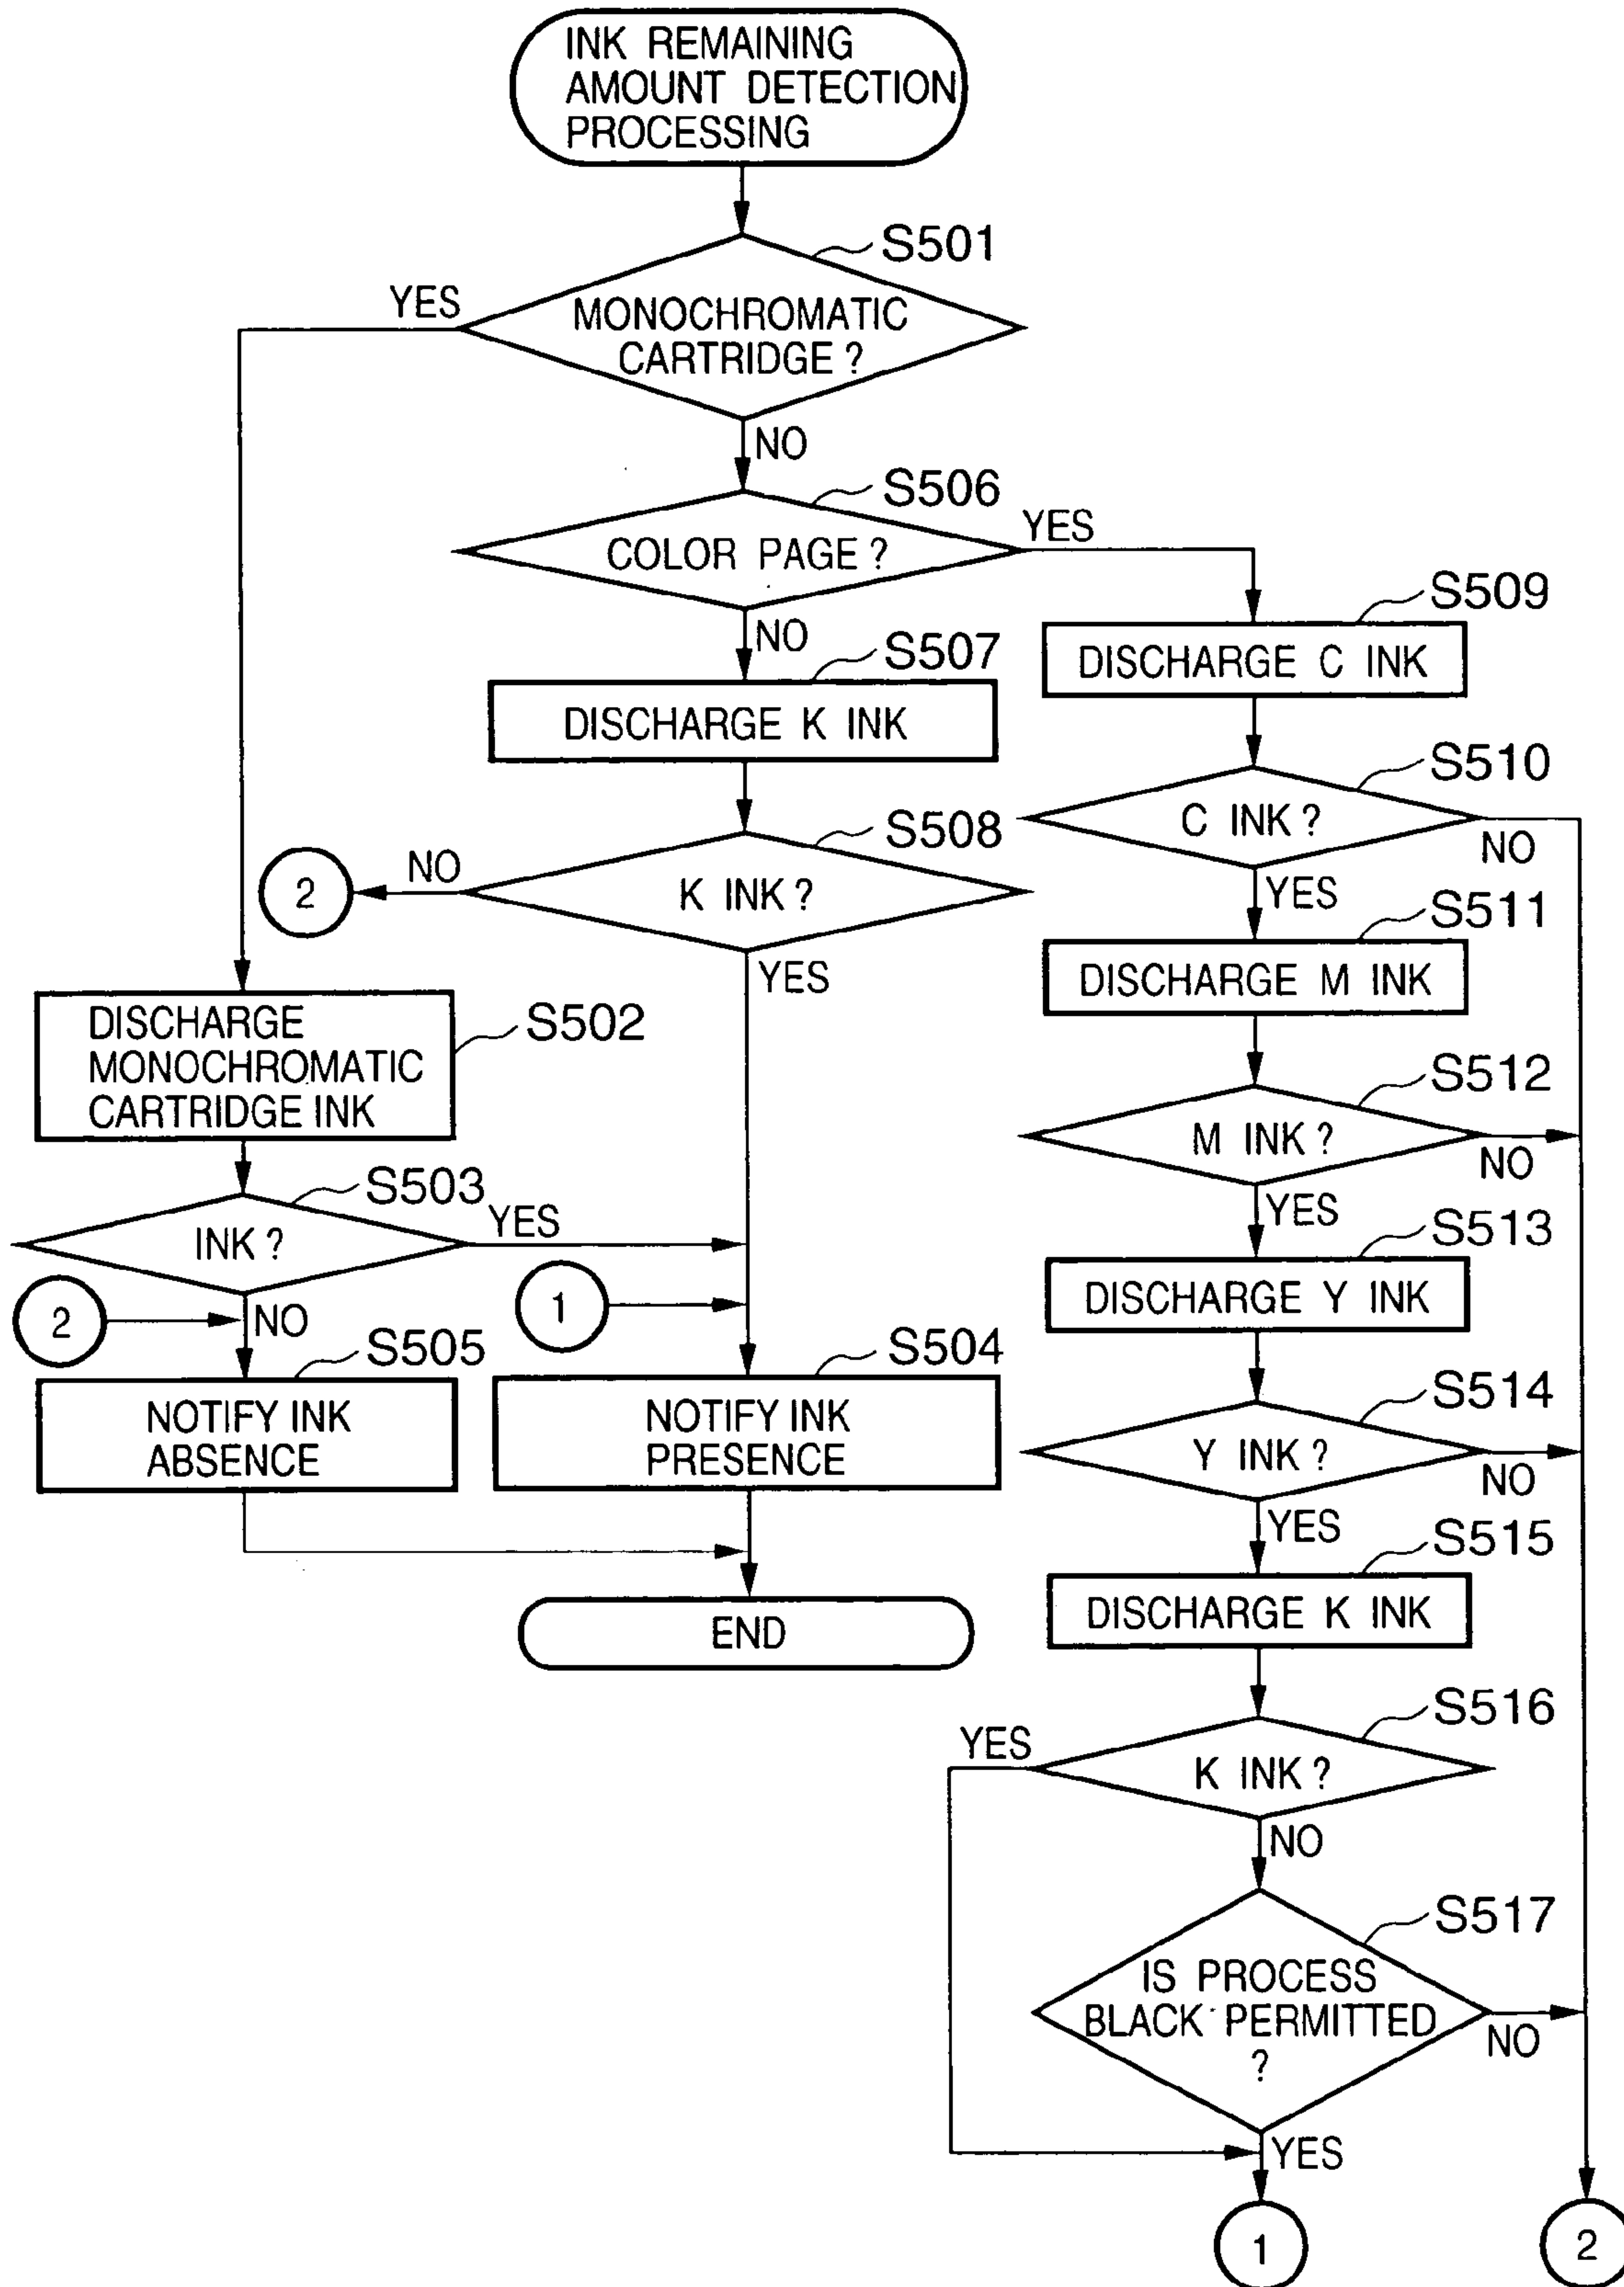 INK REMAINING
AMOUNT DETECTION
PROCESSING
S501
YES
MONOCHROMATIC
CARTRIDGE ?
NO
S506
COLOR PAGE ?
YES
NO
S507
DISCHARGE K INK
S508
K INK ?
NO
2
YES
DISCHARGE
MONOCHROMATIC
CARTRIDGE INK
S502
S503
INK ?
YES
2
NO
1
S505
NOTIFY INK
ABSENCE
S504
NOTIFY INK
PRESENCE
END
S509
DISCHARGE C INK
S510
C INK ?
NO
YES
S511
DISCHARGE M INK
S512
M INK ?
NO
YES
S513
DISCHARGE Y INK
S514
Y INK ?
NO
YES
S515
DISCHARGE K INK
S516
YES
K INK ?
NO
S517
IS PROCESS
BLACK PERMITTED
?
NO
YES
1
2